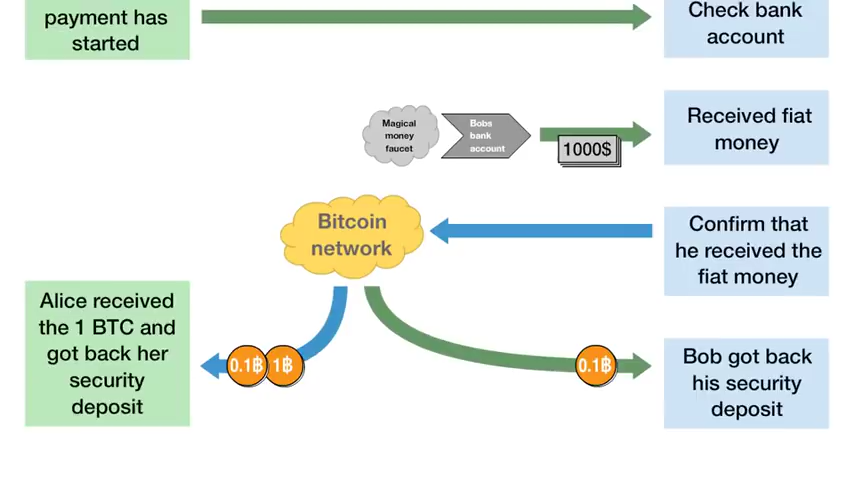 payment has
started
Check bank
account
Magical
money
faucet
Bobs
bank
account
1000$
Received fiat
money
Bitcoin
network
Confirm that
he received the
fiat money
Alice received
the 1 BTC and
got back her
security
deposit
0.1฿
1฿
0.1฿
Bob got back
his security
deposit